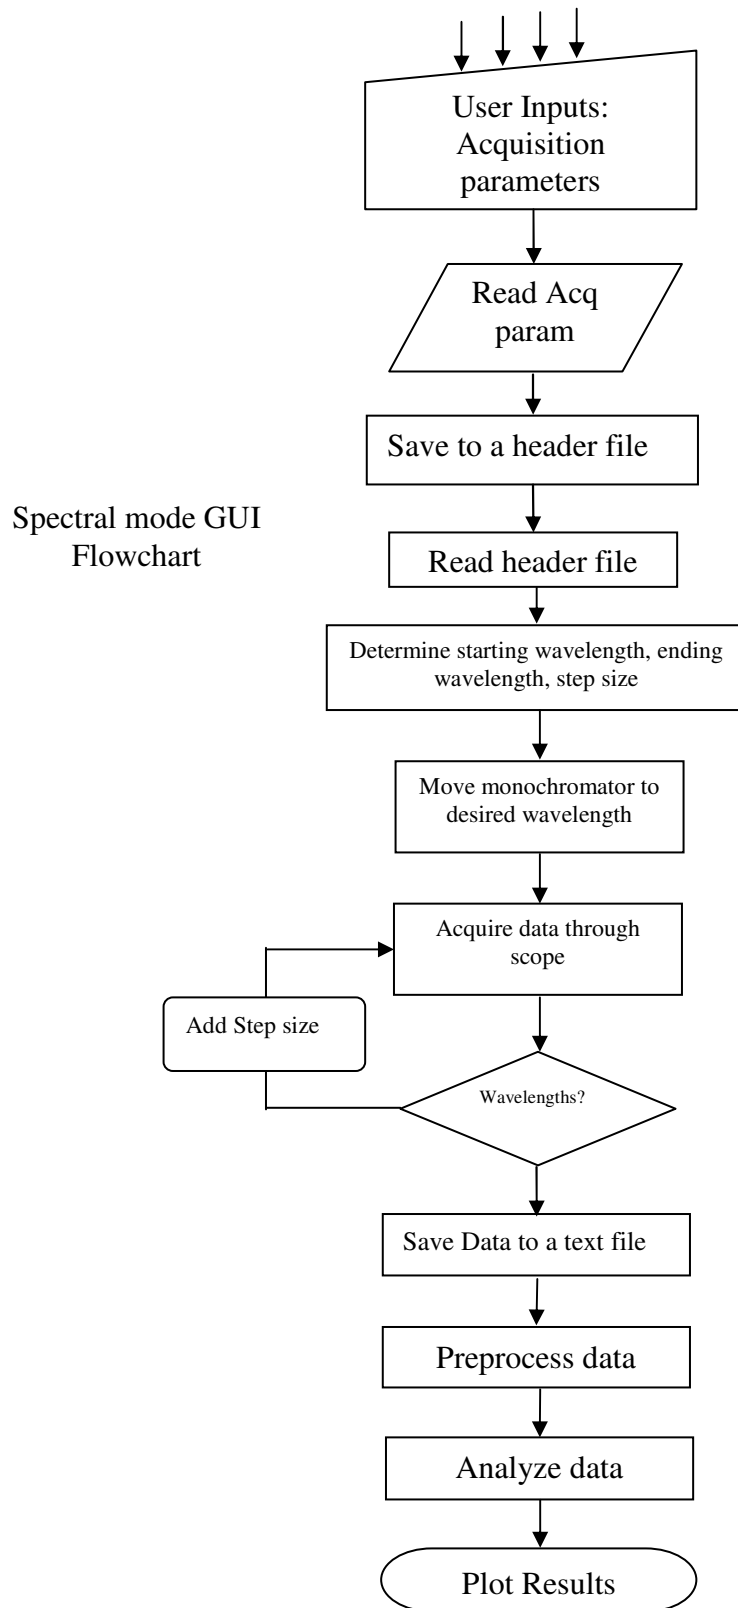 User Inputs:
Acquisition
parameters
Read Acq
param
Save to a header file
Spectral mode GUI
Flowchart
Read header file
Determine starting wavelength, ending
wavelength, step size
Move monochromator to
desired wavelength
Acquire data through
scope
Add Step size
Wavelengths?
Save Data to a text file
Preprocess data
Analyze data
Plot Results